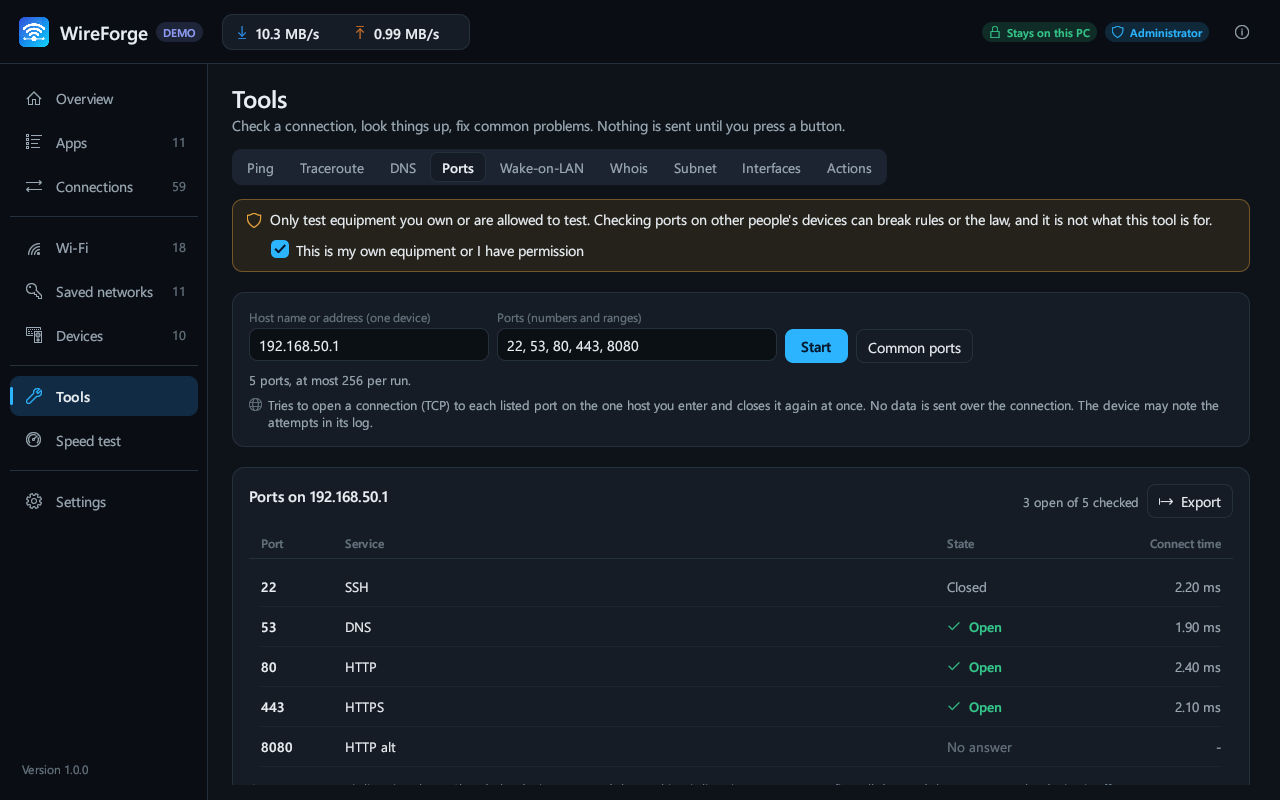 WireForge DEMO 10.3 MB/s 0.99 MB/s Stays on this PC Administrator
Overview
Apps 11
Connections 59
Wi-Fi 18
Saved networks 11
Devices 10
Tools
Speed test
Settings
Version 1.0.0
Tools
Check a connection, look things up, fix common problems. Nothing is sent until you press a button.
Ping Traceroute DNS Ports Wake-on-LAN Whois Subnet Interfaces Actions
Only test equipment you own or are allowed to test. Checking ports on other people's devices can break rules or the law, and it is not what this tool is for.
This is my own equipment or I have permission
Host name or address (one device) Ports (numbers and ranges)
192.168.50.1 22, 53, 80, 443, 8080 Start Common ports
5 ports, at most 256 per run.
Tries to open a connection (TCP) to each listed port on the one host you enter and closes it again at once. No data is sent over the connection. The device may note the
attempts in its log.
Ports on 192.168.50.1 3 open of 5 checked Export
Port Service State Connect time
22 SSH Closed 2.20 ms
53 DNS Open 1.90 ms
80 HTTP Open 2.40 ms
443 HTTPS Open 2.10 ms
8080 HTTP alt No answer -